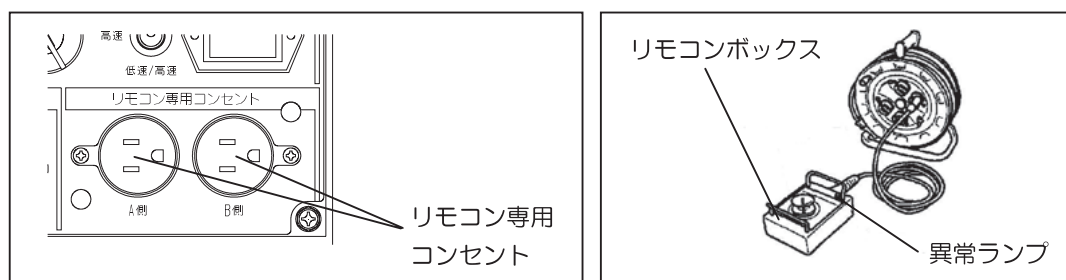 高速
低速/高速
リモコン専用コンセント
A側
B側
リモコン専用
コンセント
リモコンボックス
異常ランプ